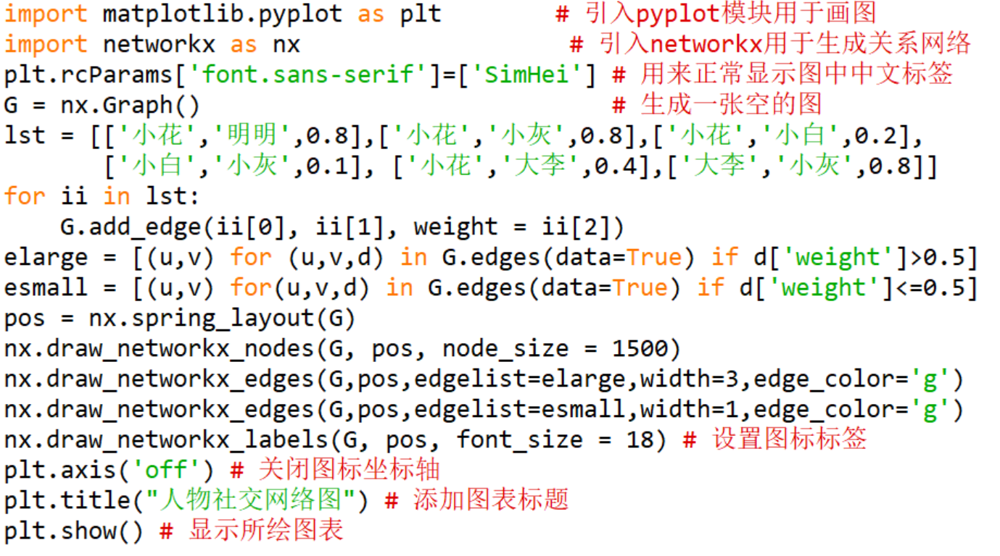 import matplotlib.pyplot as plt        # 引入pyplot模块用于画图
import networkx as nx                   # 引入networkx用于生成关系网络
plt.rcParams['font.sans-serif']=['SimHei'] # 用来正常显示图中中文标签
G = nx.Graph()                             # 生成一张空的图
lst = [['小花','明明',0.8],['小花','小灰',0.8],['小花','小白',0.2],
       ['小白','小灰',0.1], ['小花','大李',0.4],['大李','小灰',0.8]]
for ii in lst:
    G.add_edge(ii[0], ii[1], weight = ii[2])
elarge = [(u,v) for (u,v,d) in G.edges(data=True) if d['weight']>0.5]
esmall = [(u,v) for(u,v,d) in G.edges(data=True) if d['weight']<=0.5]
pos = nx.spring_layout(G)
nx.draw_networkx_nodes(G, pos, node_size = 1500)
nx.draw_networkx_edges(G,pos,edgelist=elarge,width=3,edge_color='g')
nx.draw_networkx_edges(G,pos,edgelist=esmall,width=1,edge_color='g')
nx.draw_networkx_labels(G, pos, font_size = 18) # 设置图标标签
plt.axis('off') # 关闭图标坐标轴
plt.title("人物社交网络图") # 添加图表标题
plt.show() # 显示所绘图表